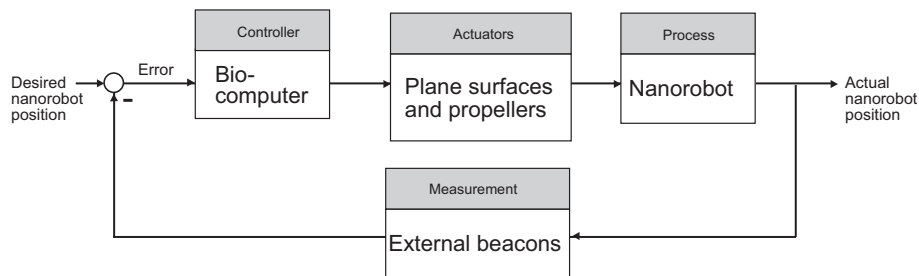 Controller
Actuators
Process
Desired
nanorobot
position
Error
Bio-
computer
Plane surfaces
and propellers
Nanorobot
Actual
nanorobot
position
-
Measurement
External beacons